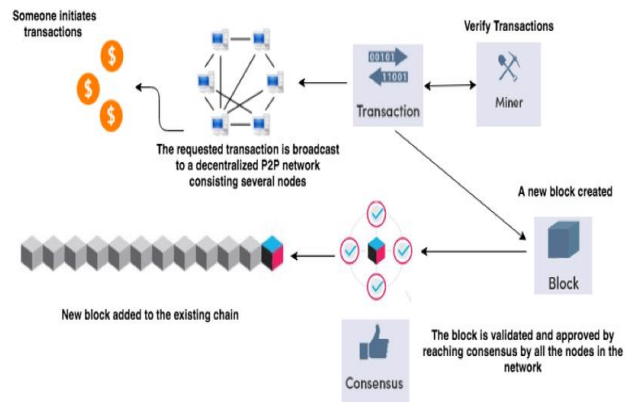 Someone initiates
transactions
Verify Transactions
00101
11001
Transaction
Miner
The requested transaction is broadcast
to a decentralized P2P network
consisting several nodes
A new block created
Block
New block added to the existing chain
The block is validated and approved by
reaching consensus by all the nodes in the
network
Consensus